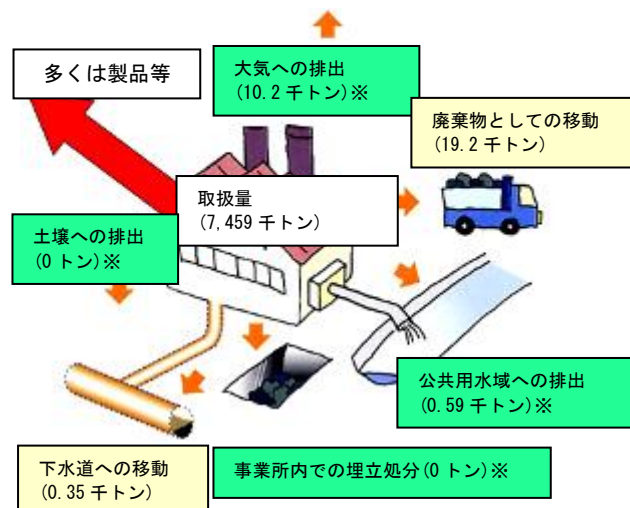 多くは製品等
大気への排出
(10.2 千トン)※
廃棄物としての移動
(19.2 千トン)
取扱量
(7,459 千トン)
土壌への排出
(0 トン)※
公共用水域への排出
(0.59 千トン)※
下水道への移動
(0.35 千トン)
事業所内での埋立処分(0 トン)※